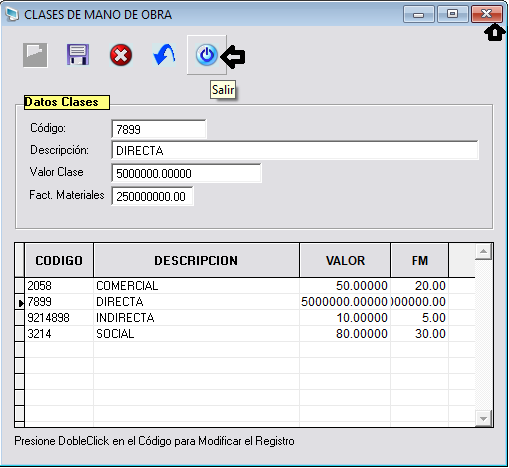 CLASES DE MANO DE OBRA
Salir
Datos Clases
Código: 7899
Descripción: DIRECTA
Valor Clase 5000000.00000
Fact. Materiales 250000000.00
CODIGO DESCRIPCION VALOR FM
2058 COMERCIAL 50.00000 20.00
7899 DIRECTA 5000000.00000 000000.00
9214898 INDIRECTA 10.00000 5.00
3214 SOCIAL 80.00000 30.00
Presione DobleClick en el Código para Modificar el Registro